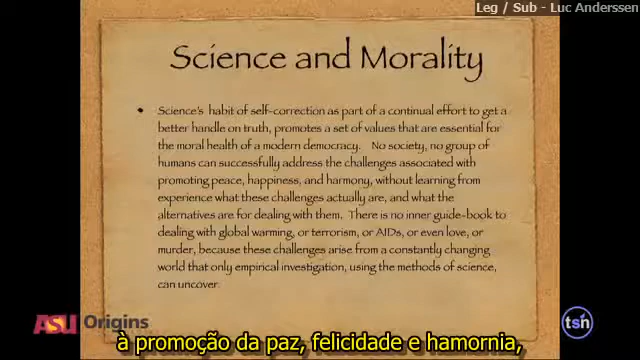 Leg / Sub - Luc Anderssen
Science and Morality
• Science's habit of self-correction as part of a continual effort to get a
better handle on truth, promotes a set of values that are essential for
the moral health of a modern democracy. No society, no group of
humans can successfully address the challenges associated with
promoting peace, happiness, and harmony, without learning from
experience what these challenges actually are, and what the
alternatives are for dealing with them. There is no inner guide-book to
dealing with global warming, or terrorism, or AIDs, or even love, or
murder, because these challenges arise from a constantly changing
world that only empirical investigation, using the methods of science,
can uncover
ASU Origins
tsn
à promoção da paz, felicidade e hamornia,